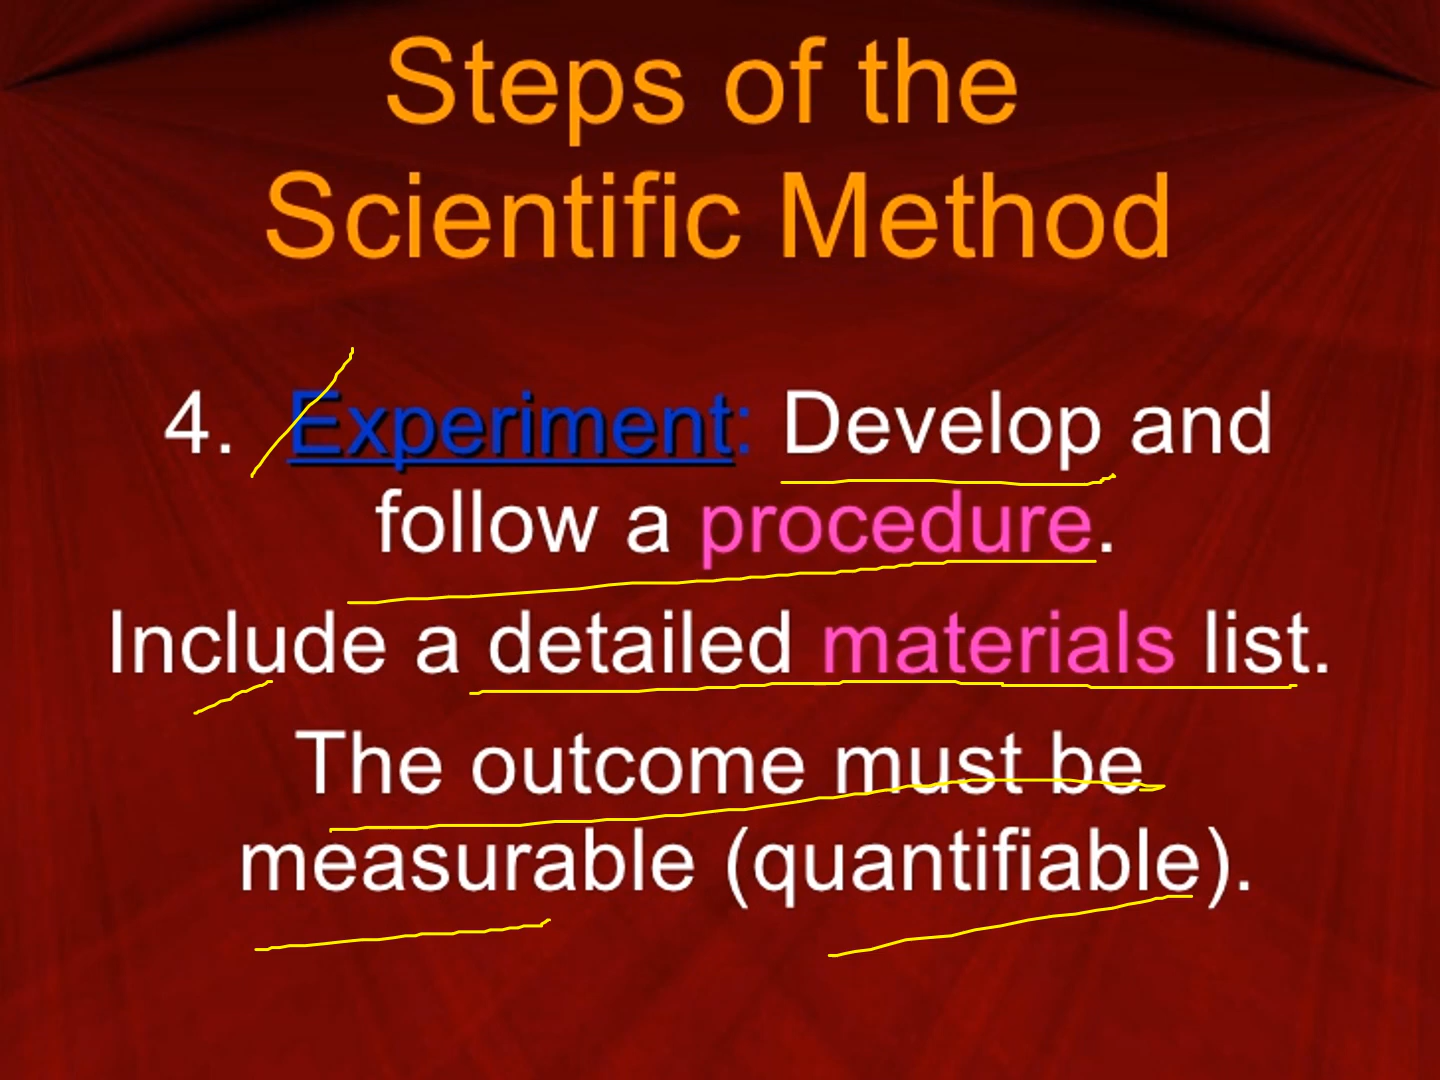 Steps of the
Scientific Method
4. Experiment: Develop and
follow a procedure.
Include a detailed materials list.
The outcome must be
measurable (quantifiable).